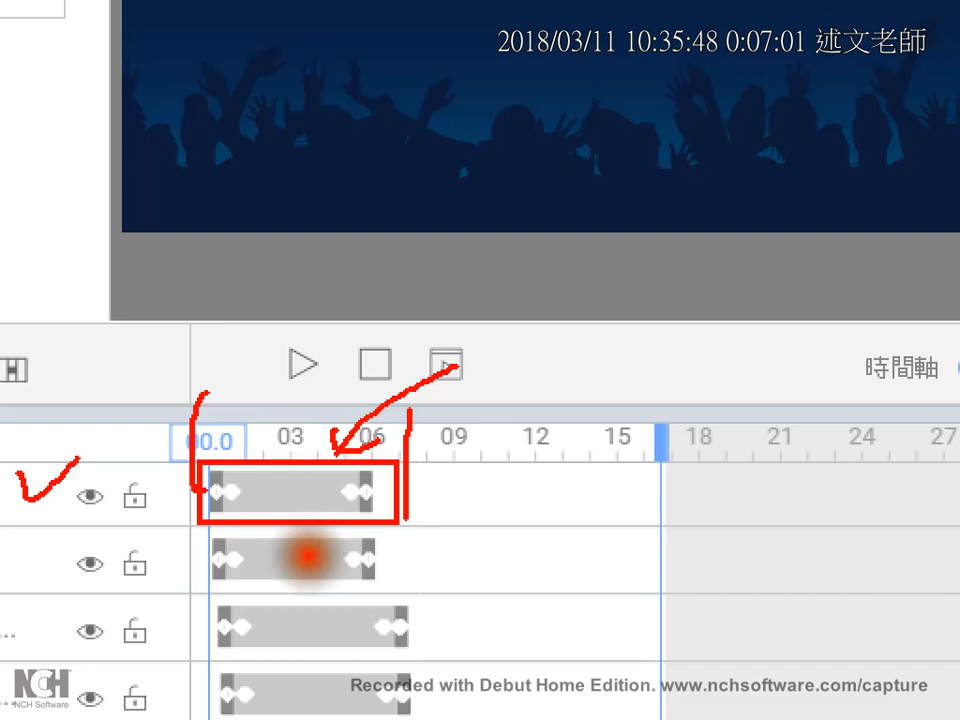 2018/03/11 10:35:48 0:07:01 述文老師
時間軸
00.0 03 06 09 12 15 18 21 24 27
...
NCH
NCH Software
Recorded with Debut Home Edition. www.nchsoftware.com/capture